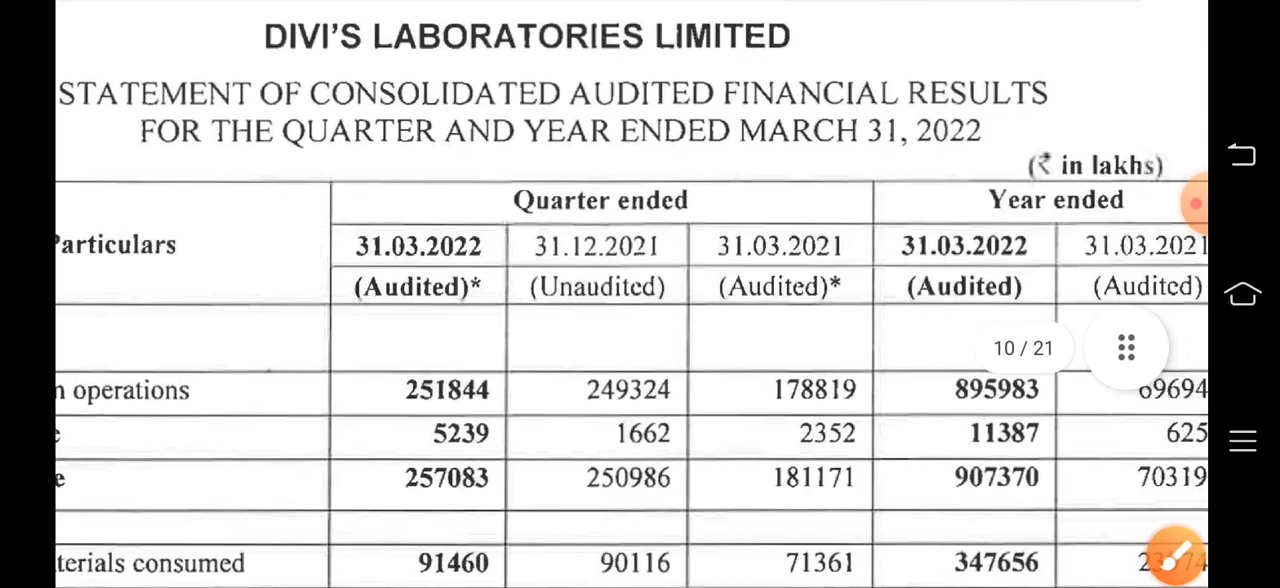 DIVI'S LABORATORIES LIMITED
STATEMENT OF CONSOLIDATED AUDITED FINANCIAL RESULTS
FOR THE QUARTER AND YEAR ENDED MARCH 31, 2022
(₹ in lakhs)
Quarter ended Year ended
Particulars 31.03.2022 31.12.2021 31.03.2021 31.03.2022 31.03.2021
(Audited)* (Unaudited) (Audited)* (Audited) (Audited)
10 / 21
n operations 251844 249324 178819 895983 69694
e 5239 1662 2352 11387 625
e 257083 250986 181171 907370 70319
terials consumed 91460 90116 71361 347656